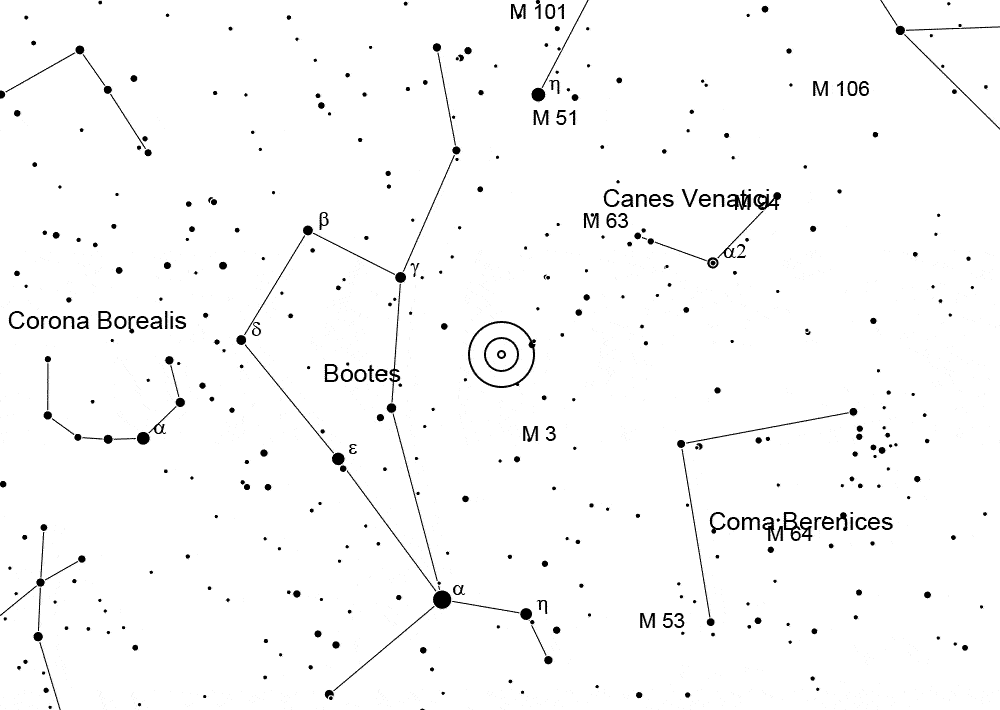 M 101
η
M 106
M 51
Canes Venatici
M 94
M 63
β
α2
γ
Corona Borealis
δ
Bootes
α
M 3
ε
Coma Berenices
M 64
α
η
M 53